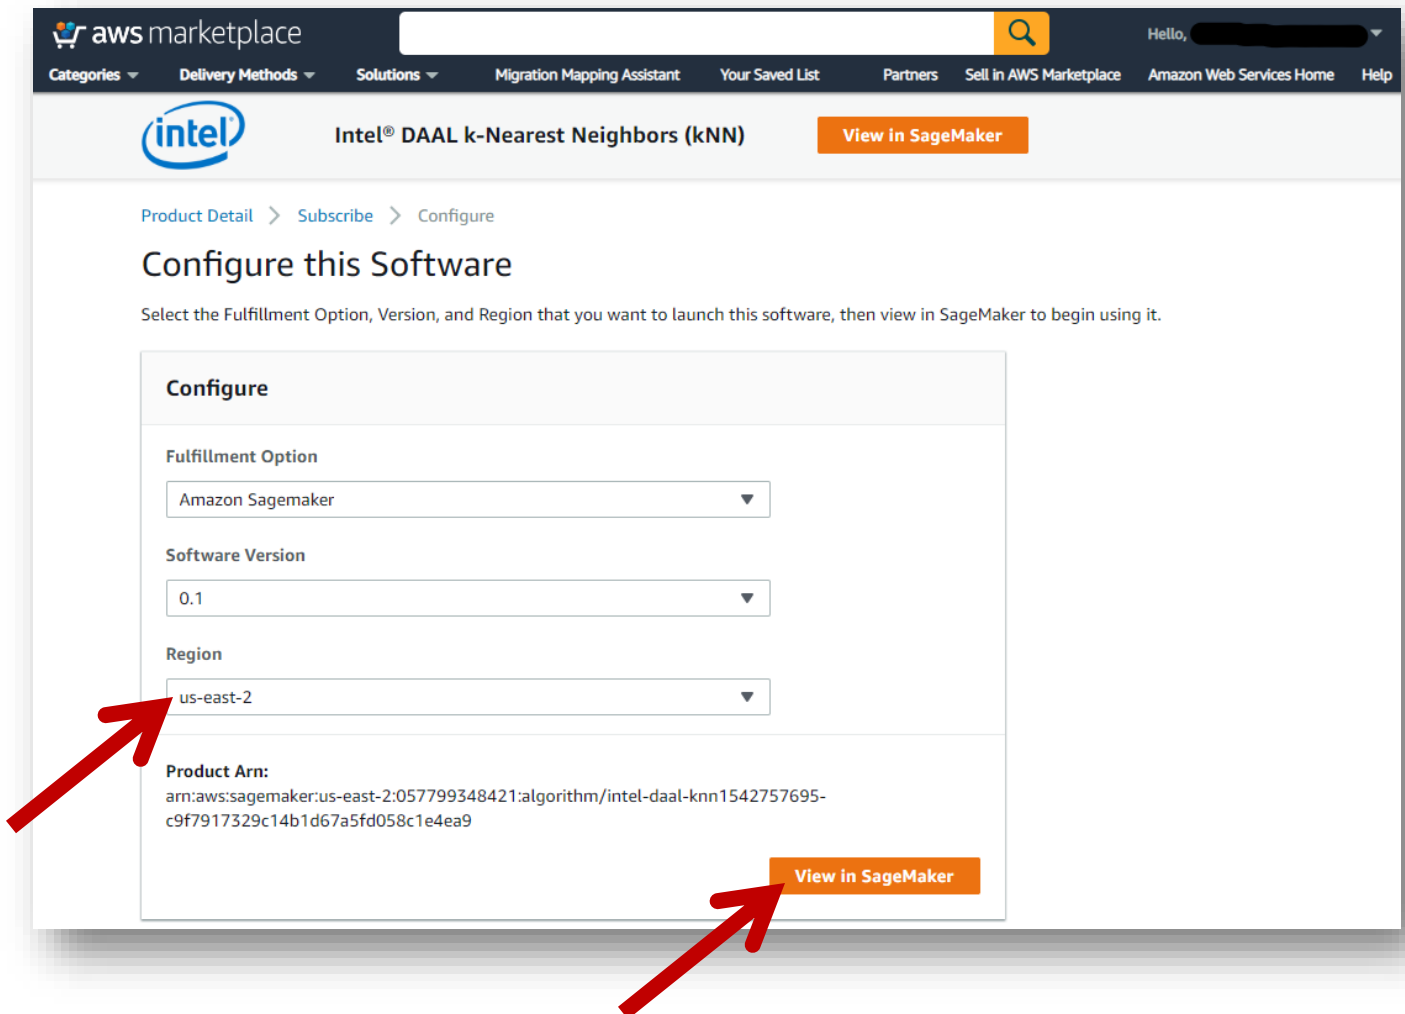 aws marketplace
Hello,
Categories Delivery Methods Solutions Migration Mapping Assistant Your Saved List Partners Sell in AWS Marketplace Amazon Web Services Home Help
intel
Intel® DAAL k-Nearest Neighbors (kNN)
View in SageMaker
Product Detail > Subscribe > Configure
Configure this Software
Select the Fulfillment Option, Version, and Region that you want to launch this software, then view in SageMaker to begin using it.
Configure
Fulfillment Option
Amazon Sagemaker
Software Version
0.1
Region
us-east-2
Product Arn:
arn:aws:sagemaker:us-east-2:057799348421:algorithm/intel-daal-knn1542757695-
c9f7917329c14b1d67a5fd058c1e4ea9
View in SageMaker